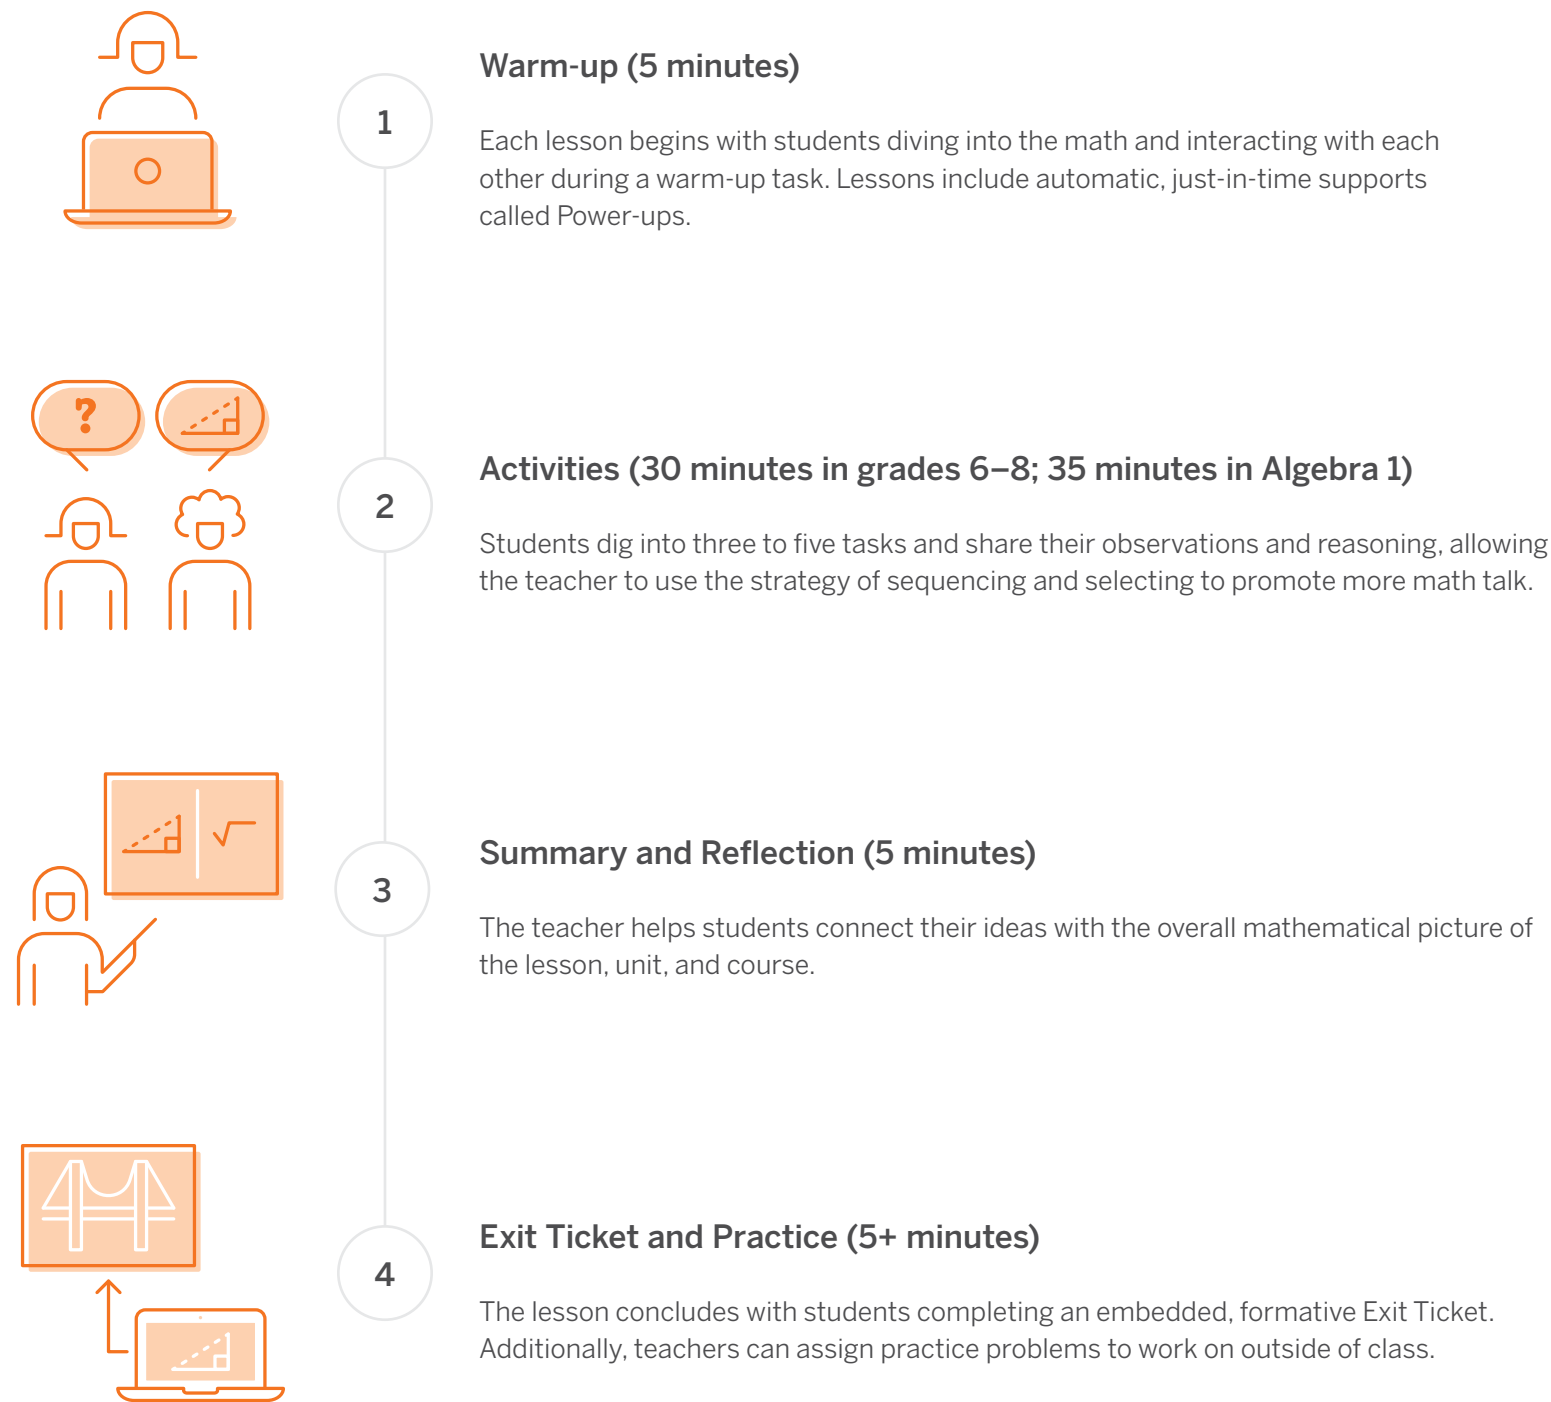 1
Warm-up (5 minutes)
Each lesson begins with students diving into the math and interacting with each
other during a warm-up task. Lessons include automatic, just-in-time supports
called Power-ups.
?
2
Activities (30 minutes in grades 6–8; 35 minutes in Algebra 1)
Students dig into three to five tasks and share their observations and reasoning, allowing
the teacher to use the strategy of sequencing and selecting to promote more math talk.
√
3
Summary and Reflection (5 minutes)
The teacher helps students connect their ideas with the overall mathematical picture of
the lesson, unit, and course.
4
Exit Ticket and Practice (5+ minutes)
The lesson concludes with students completing an embedded, formative Exit Ticket.
Additionally, teachers can assign practice problems to work on outside of class.